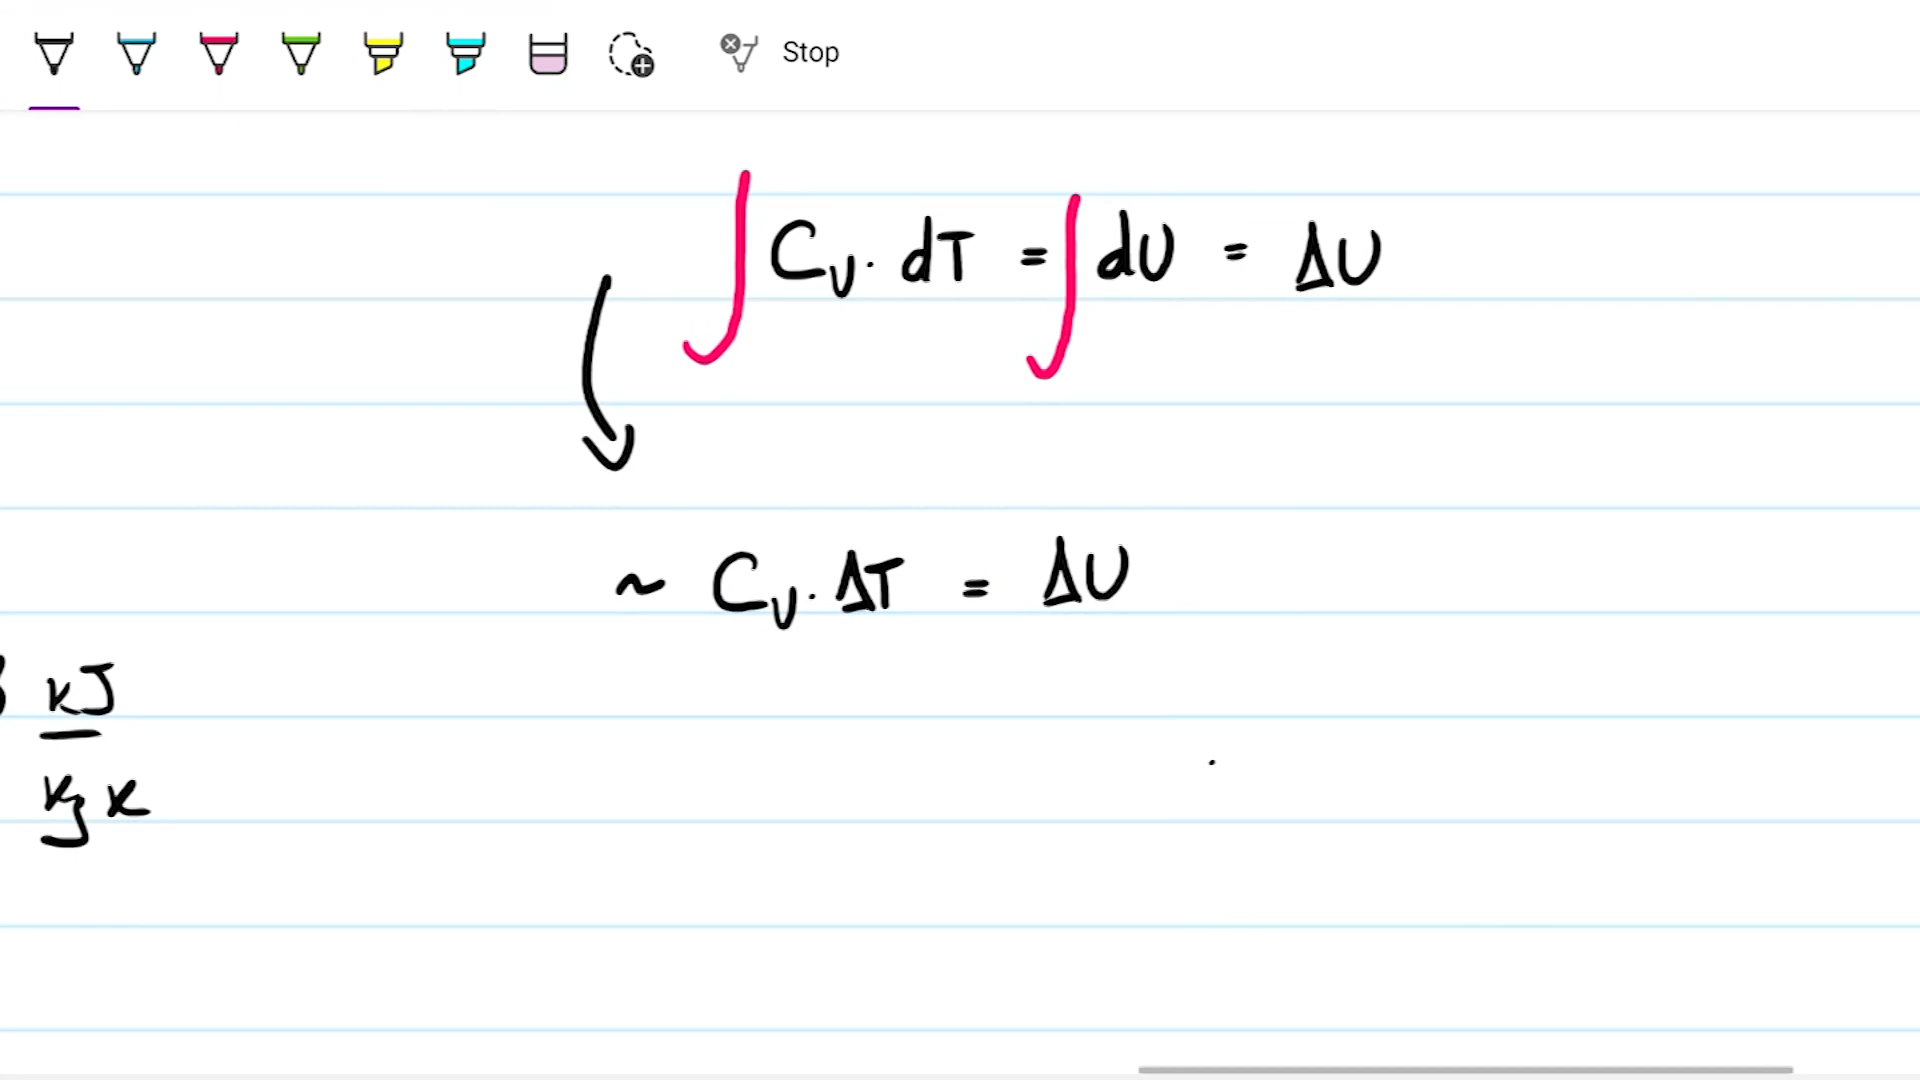 Stop
∫ Cv · dT = ∫ dU = ΔU
~ Cv · ΔT = ΔU
kJ
kg K